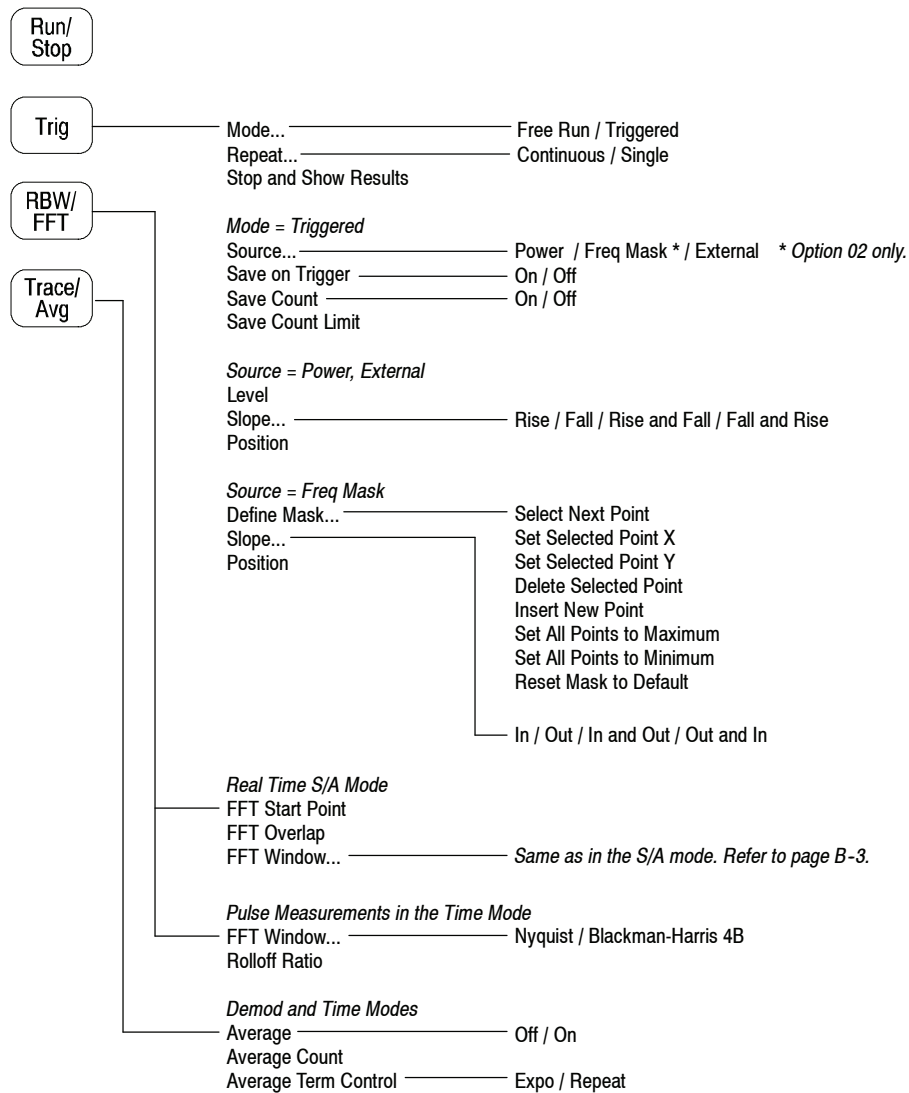 Run/
Stop
Trig
Mode... Free Run / Triggered
Repeat... Continuous / Single
Stop and Show Results
RBW/
FFT
Mode = Triggered
Source... Power / Freq Mask * / External * Option 02 only.
Save on Trigger On / Off
Save Count On / Off
Save Count Limit
Trace/
Avg
Source = Power, External
Level
Slope... Rise / Fall / Rise and Fall / Fall and Rise
Position
Source = Freq Mask
Define Mask... Select Next Point
Slope... Set Selected Point X
Position Set Selected Point Y
Delete Selected Point
Insert New Point
Set All Points to Maximum
Set All Points to Minimum
Reset Mask to Default
In / Out / In and Out / Out and In
Real Time S/A Mode
FFT Start Point
FFT Overlap
FFT Window... Same as in the S/A mode. Refer to page B-3.
Pulse Measurements in the Time Mode
FFT Window... Nyquist / Blackman-Harris 4B
Rolloff Ratio
Demod and Time Modes
Average Off / On
Average Count
Average Term Control Expo / Repeat